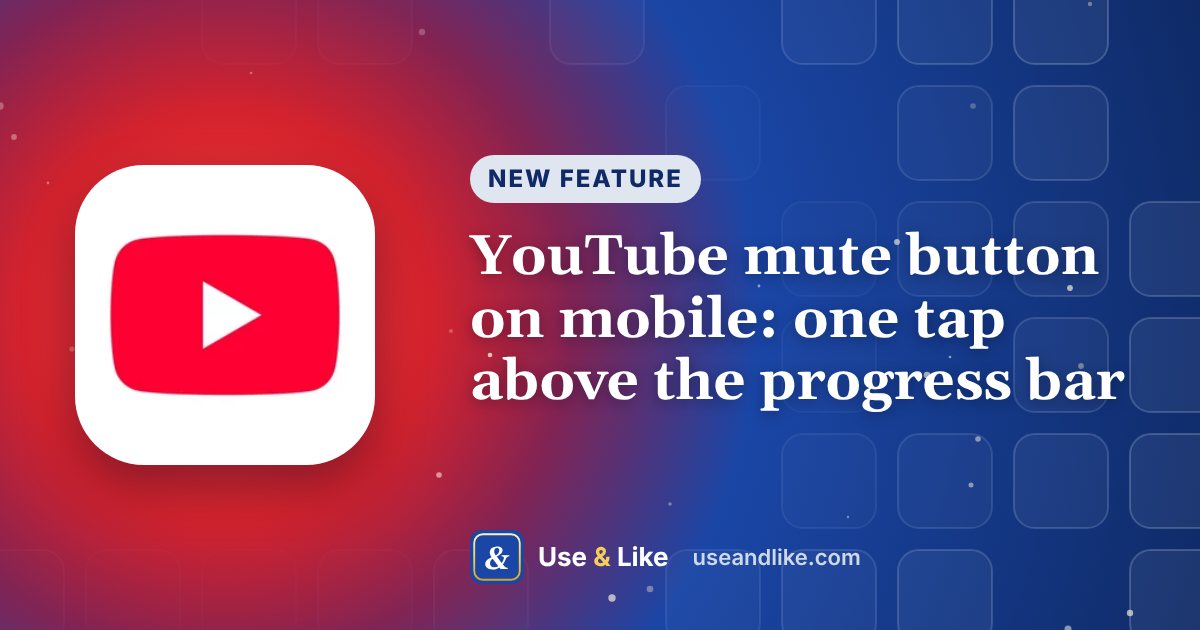 NEW FEATURE
YouTube mute button
on mobile: one tap
above the progress bar
& Use & Like useandlike.com